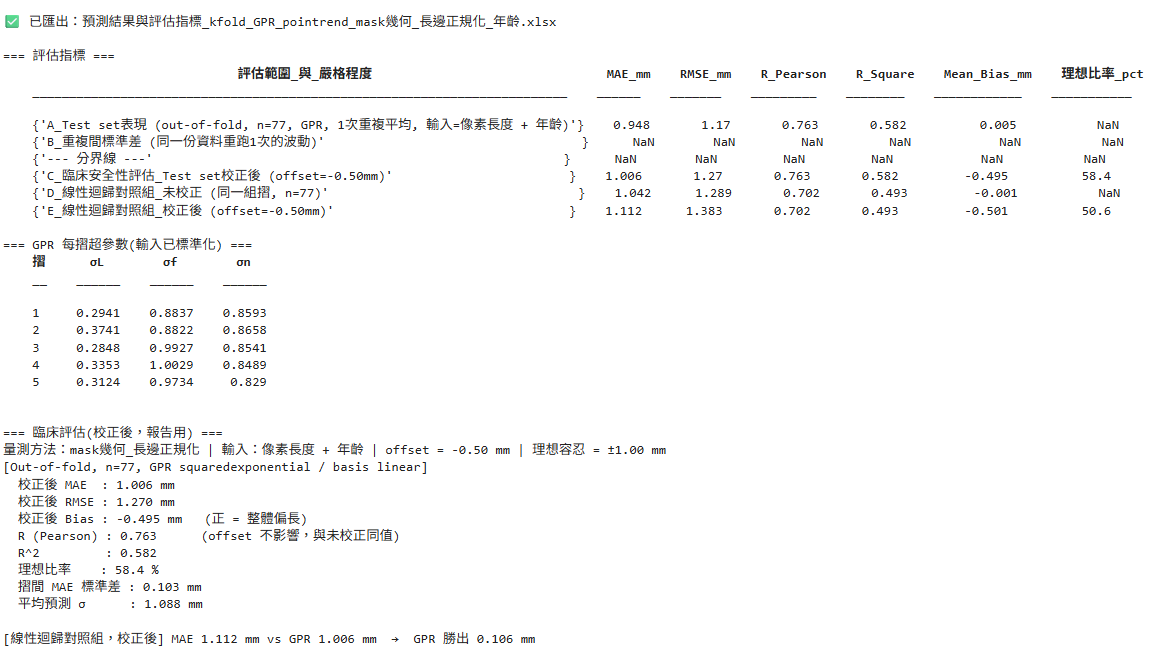 ✅ 已匯出：預測結果與評估指標_kfold_GPR_pointrend_mask幾何_長邊正規化_年齡.xlsx
=== 評估指標 ===
評估範圍_與_嚴格程度 MAE_mm RMSE_mm R_Pearson R_Square Mean_Bias_mm 理想比率_pct
{'A_Test set表現 (out-of-fold, n=77, GPR, 1次重複平均, 輸入=像素長度 + 年齡)'} 0.948 1.17 0.763 0.582 0.005 NaN
{'B_重複間標準差 (同一份資料重跑1次的波動)' } NaN NaN NaN NaN NaN NaN
{'--- 分界線 ---' } NaN NaN NaN NaN NaN NaN
{'C_臨床安全性評估_Test set校正後 (offset=-0.50mm)' } 1.006 1.27 0.763 0.582 -0.495 58.4
{'D_線性迴歸對照組_未校正 (同一組摺, n=77)' } 1.042 1.289 0.702 0.493 -0.001 NaN
{'E_線性迴歸對照組_校正後 (offset=-0.50mm)' } 1.112 1.383 0.702 0.493 -0.501 50.6
=== GPR 每摺超參數(輸入已標準化) ===
摺 σL σf σn
1 0.2941 0.8837 0.8593
2 0.3741 0.8822 0.8658
3 0.2848 0.9927 0.8541
4 0.3353 1.0029 0.8489
5 0.3124 0.9734 0.829
=== 臨床評估(校正後，報告用) ===
量測方法：mask幾何_長邊正規化 | 輸入：像素長度 + 年齡 | offset = -0.50 mm | 理想容忍 = ±1.00 mm
[Out-of-fold, n=77, GPR squaredexponential / basis linear]
校正後 MAE : 1.006 mm
校正後 RMSE : 1.270 mm
校正後 Bias : -0.495 mm (正 = 整體偏長)
R (Pearson) : 0.763 (offset 不影響，與未校正同值)
R^2 : 0.582
理想比率 : 58.4 %
摺間 MAE 標準差 : 0.103 mm
平均預測 σ : 1.088 mm
[線性迴歸對照組，校正後] MAE 1.112 mm vs GPR 1.006 mm → GPR 勝出 0.106 mm